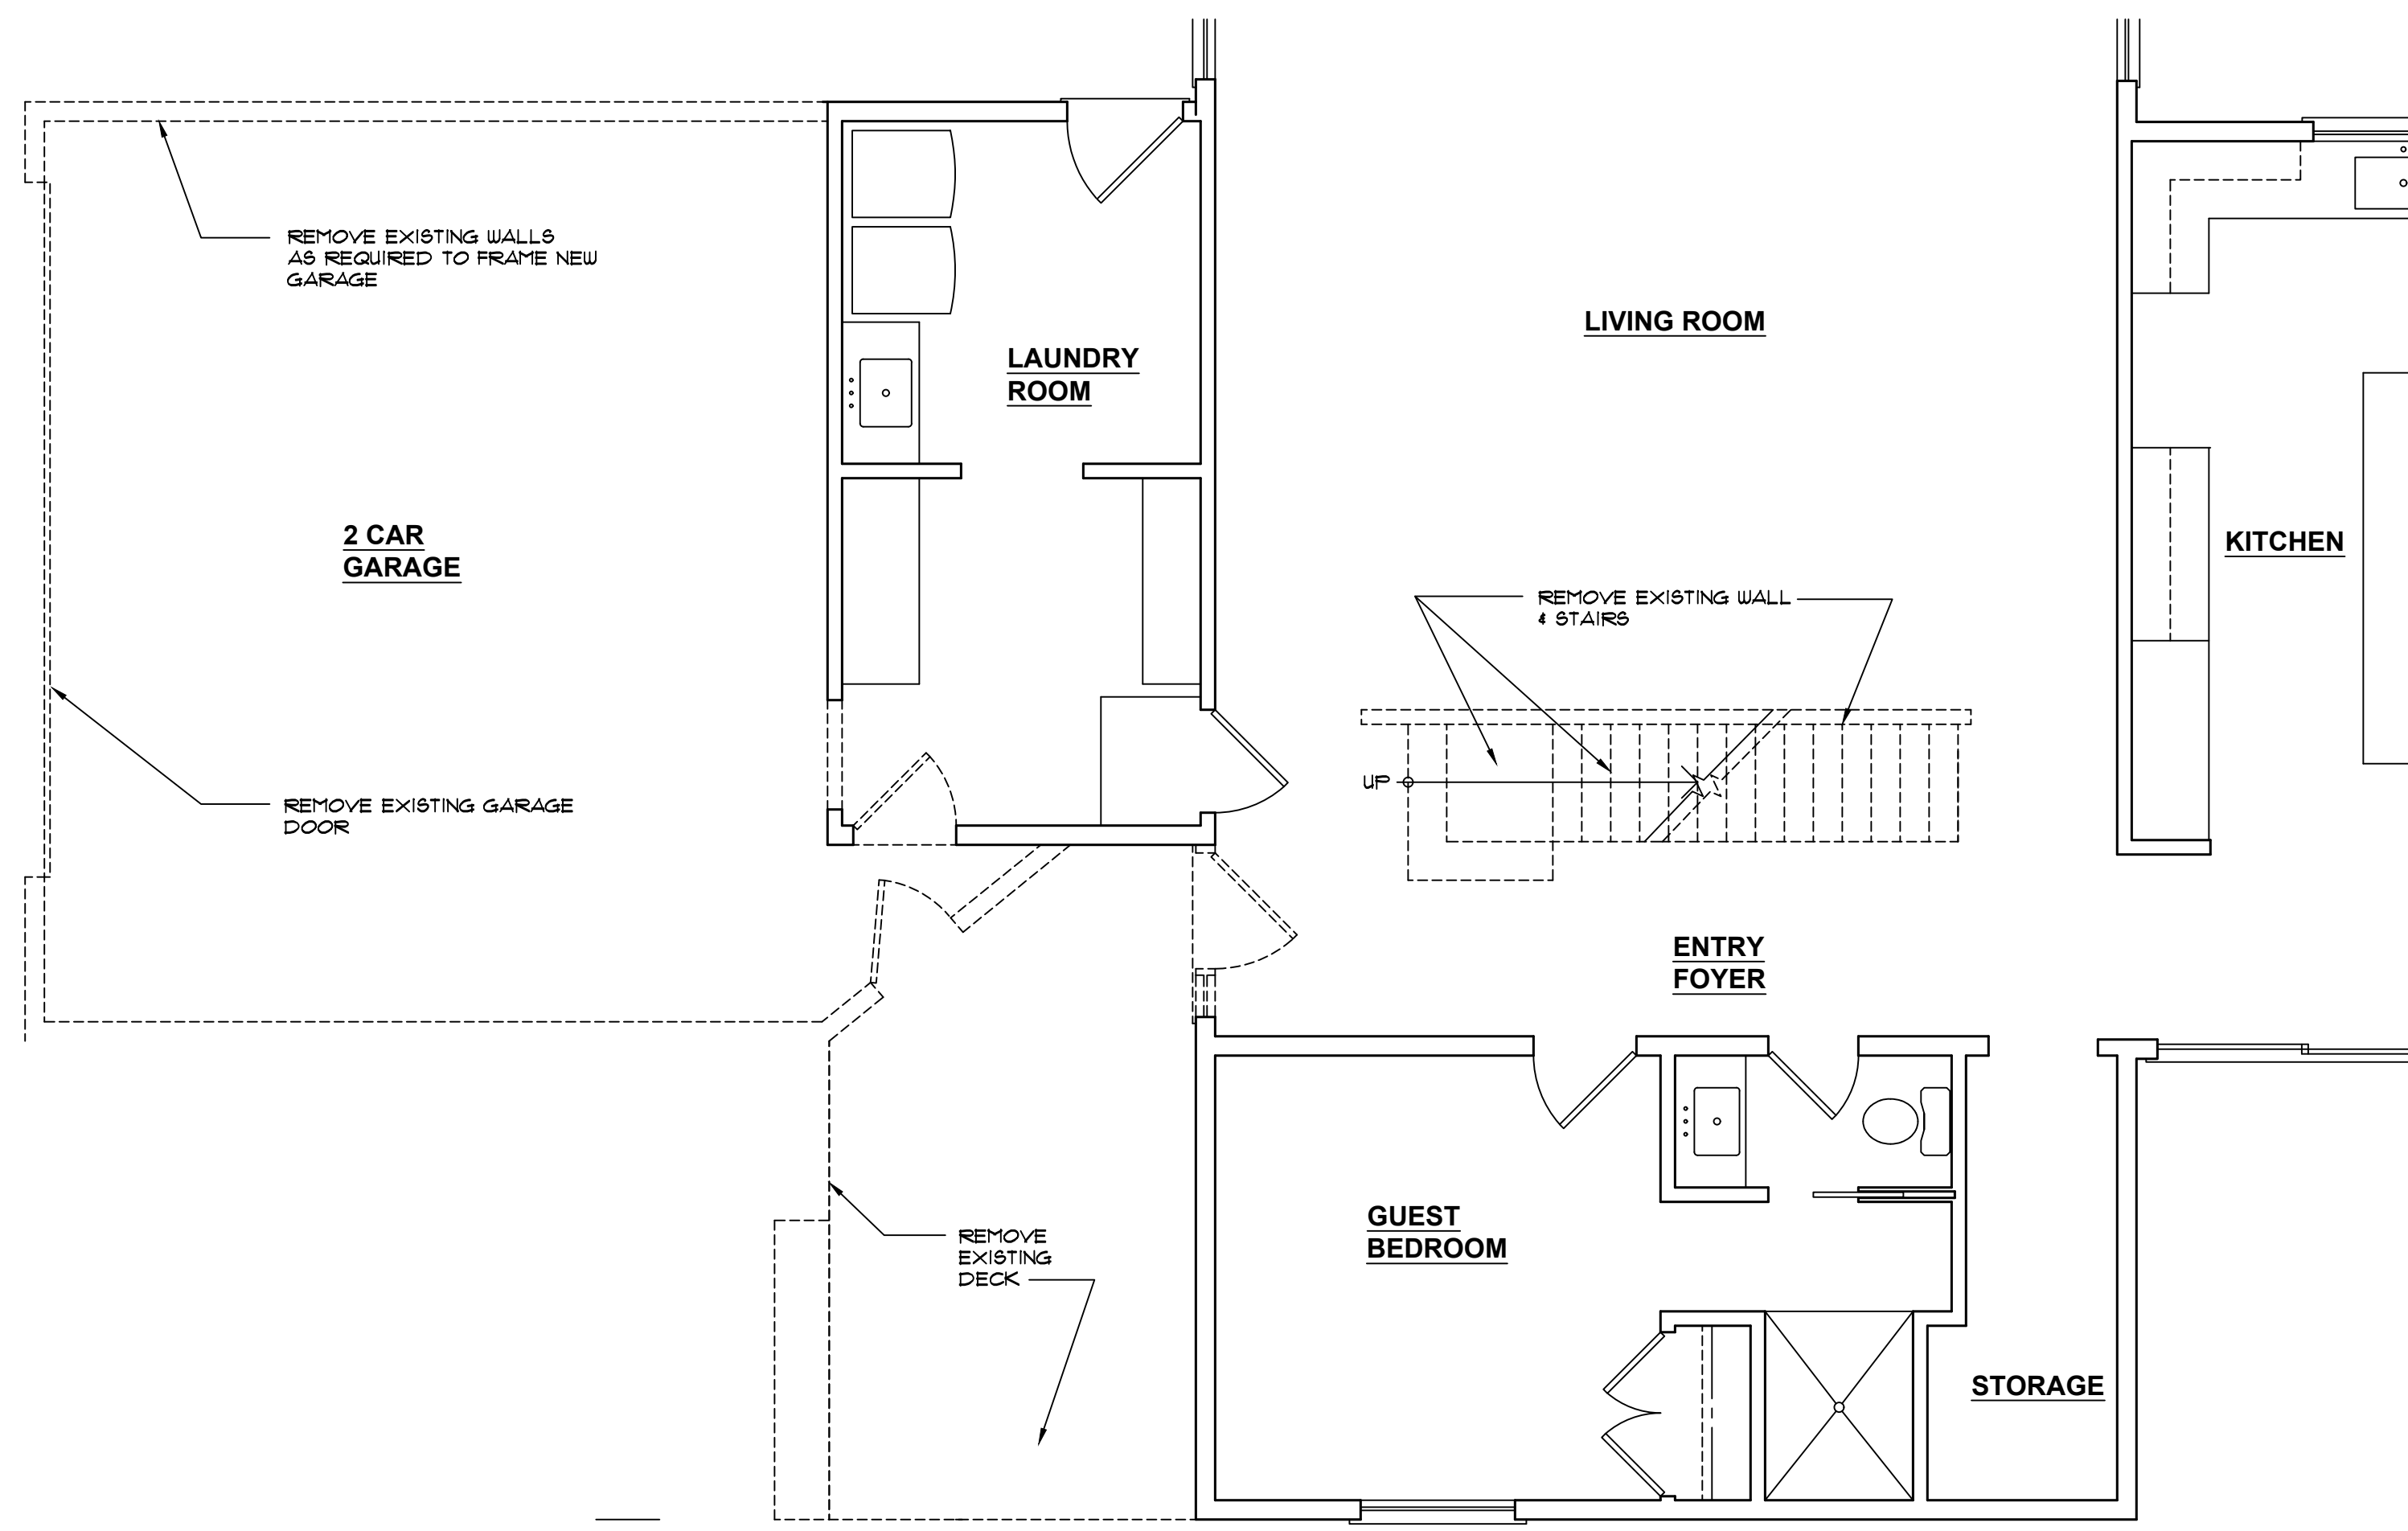 REMOVE EXISTING WALLS
AS REQUIRED TO FRAME NEW
GARAGE
LIVING ROOM
LAUNDRY
ROOM
2 CAR
GARAGE
KITCHEN
REMOVE EXISTING WALL
& STAIRS
UP
REMOVE EXISTING GARAGE
DOOR
ENTRY
FOYER
GUEST
BEDROOM
REMOVE
EXISTING
DECK
STORAGE